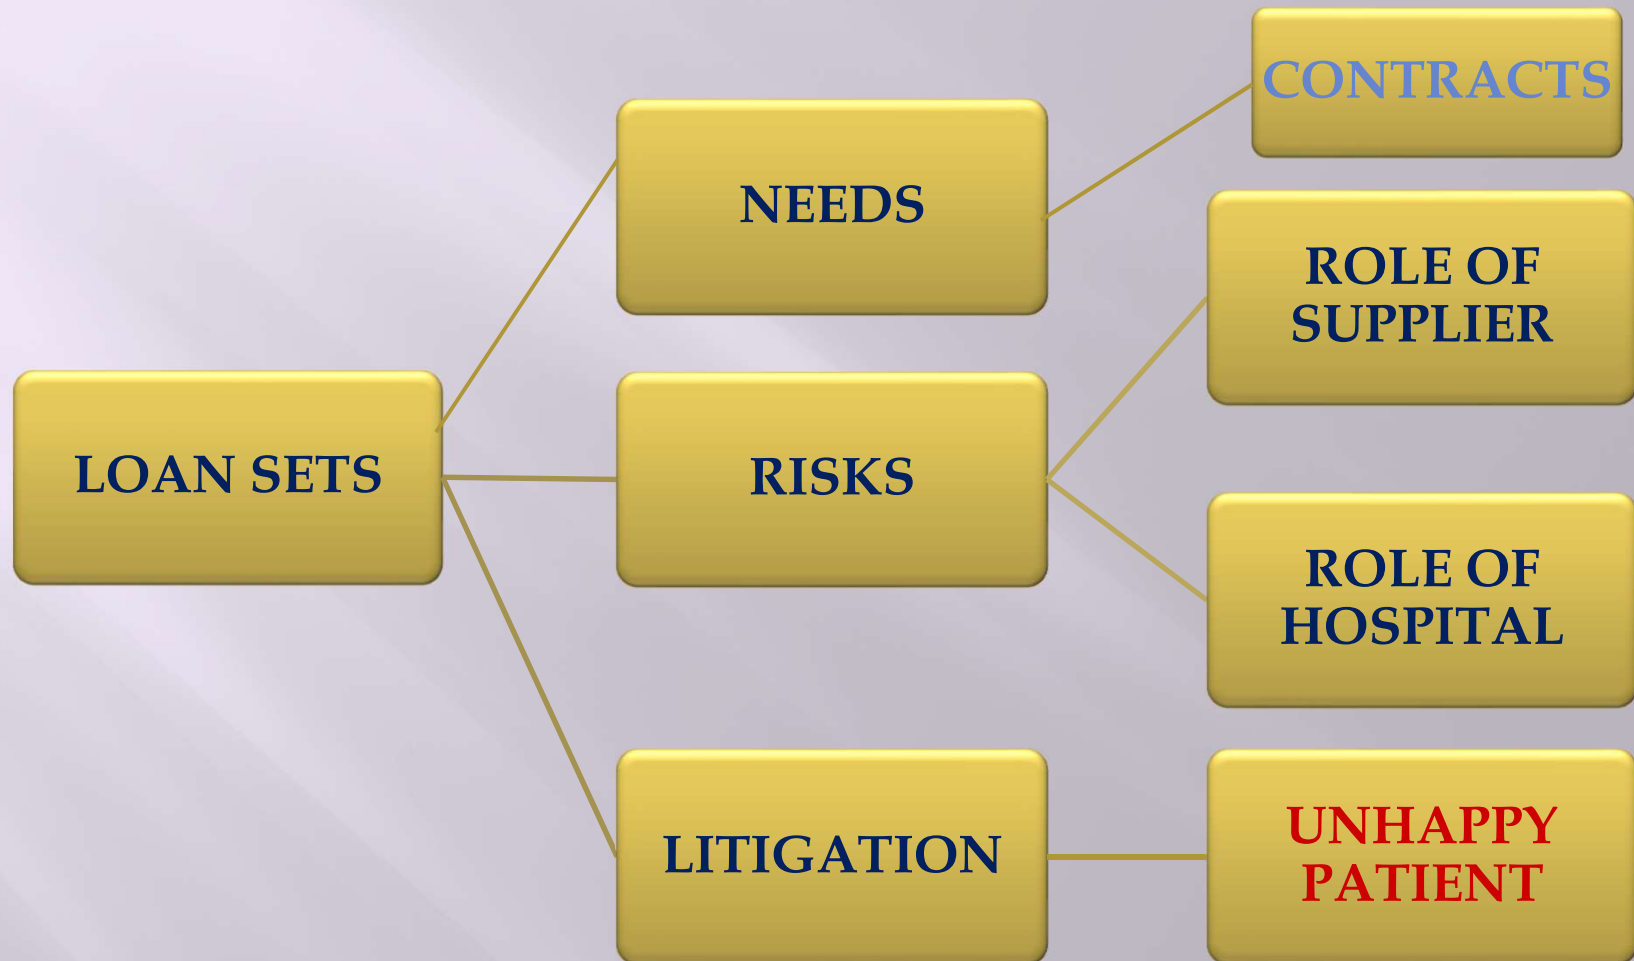 LOAN SETS
NEEDS
RISKS
LITIGATION
CONTRACTS
ROLE OF
SUPPLIER
ROLE OF
HOSPITAL
UNHAPPY
PATIENT